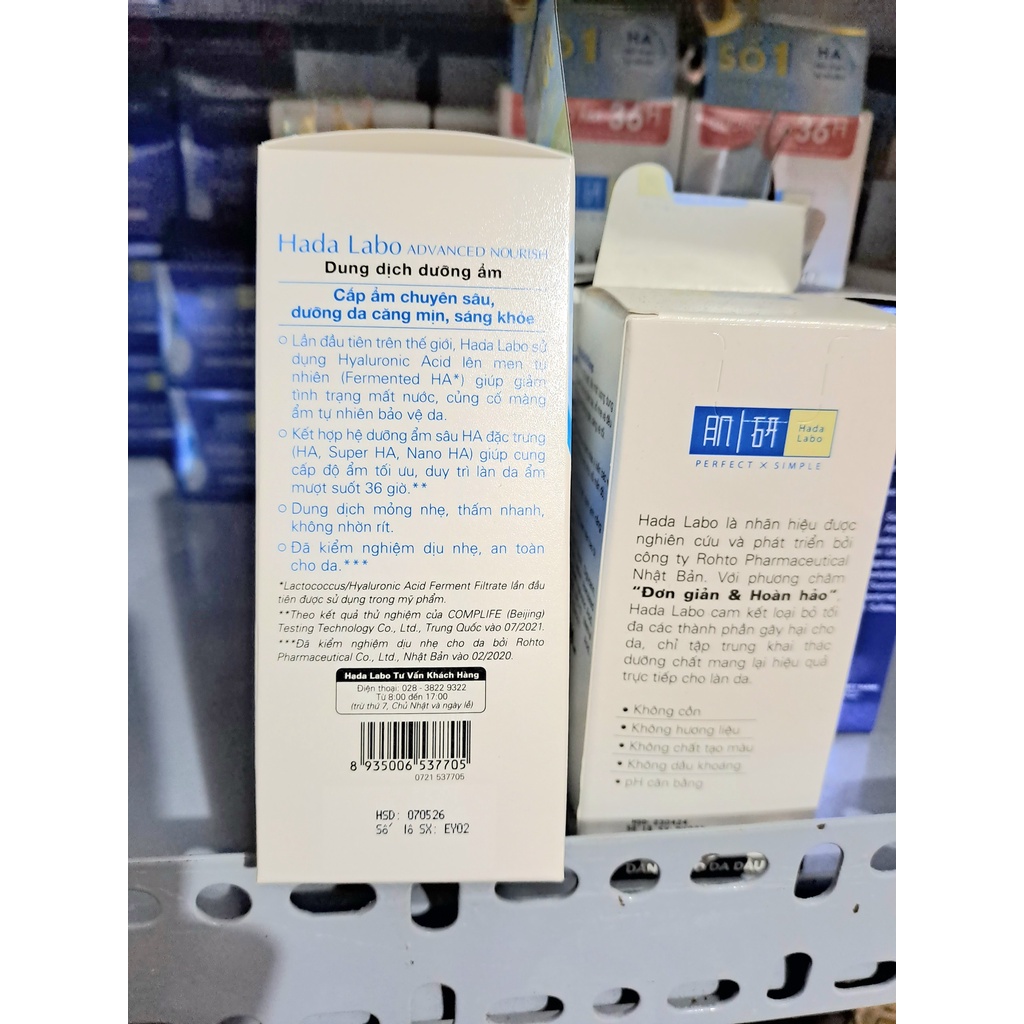 Hada Labo ADVANCED NOURISH
Dung dịch dưỡng ẩm
Cấp ẩm chuyên sâu,
dưỡng da căng mịn, sáng khỏe
Lần đầu tiên trên thế giới, Hada Labo sử
dụng Hyaluronic Acid lên men tự
nhiên (Fermented HA*) giúp giảm
tình trạng mất nước, củng cố màng
ẩm tự nhiên bảo vệ da.
Kết hợp hệ dưỡng ẩm sâu HA đặc trưng
(HA, Super HA, Nano HA) giúp cung
cấp độ ẩm tối ưu, duy trì làn da ẩm
mượt suốt 36 giờ.**
Dung dịch mỏng nhẹ, thấm nhanh,
không nhờn rít.
Đã kiểm nghiệm dịu nhẹ, an toàn
cho da.***
*Lactococcus/Hyaluronic Acid Ferment Filtrate lần đầu
tiên được sử dụng trong mỹ phẩm.
**Theo kết quả thử nghiệm của COMPLIFE (Beijing)
Testing Technology Co., Ltd., Trung Quốc vào 07/2021.
***Đã kiểm nghiệm dịu nhẹ cho da bởi Rohto
Pharmaceutical Co., Ltd., Nhật Bản vào 02/2020.
Hada Labo Tư Vấn Khách Hàng
Điện thoại: 028 - 3822 9322
Từ 8:00 đến 17:00
(trừ thứ 7, Chủ Nhật và ngày lễ)
8 935006 537705
0721 537705
HSD: 070526
Số lô SX: EY02
肌研
Hada
Labo
PERFECT X SIMPLE
Hada Labo là nhãn hiệu được
nghiên cứu và phát triển bởi
công ty Rohto Pharmaceutical
Nhật Bản. Với phương châm
"Đơn giản & Hoàn hảo",
Hada Labo cam kết loại bỏ tối
đa các thành phần gây hại cho
da, chỉ tập trung khai thác
dưỡng chất mang lại hiệu quả
trực tiếp cho làn da.
• Không cồn
• Không hương liệu
• Không chất tạo màu
• Không dầu khoáng
• pH cân bằng
SỐ 1
HA
36H
HA
36H
DA DẦU